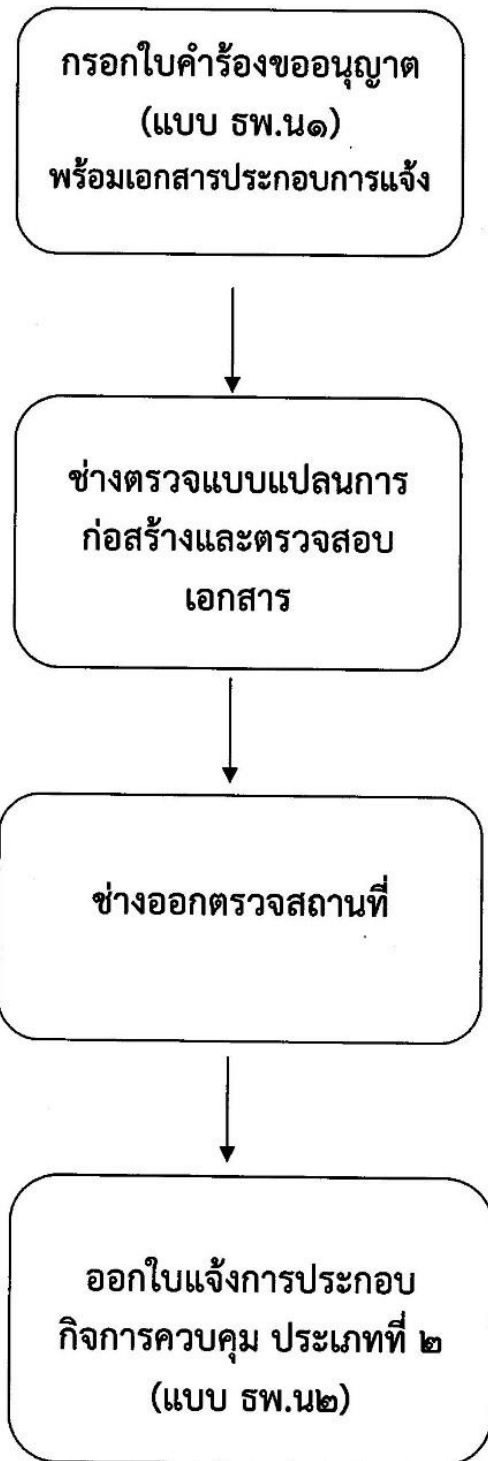 กรอกใบคำร้องขออนุญาต
(แบบ ธพ.น๑)
พร้อมเอกสารประกอบการแจ้ง
ช่างตรวจแบบแปลนการ
ก่อสร้างและตรวจสอบ
เอกสาร
ช่างออกตรวจสถานที่
ออกใบแจ้งการประกอบ
กิจการควบคุม ประเภทที่ ๒
(แบบ ธพ.น๒)